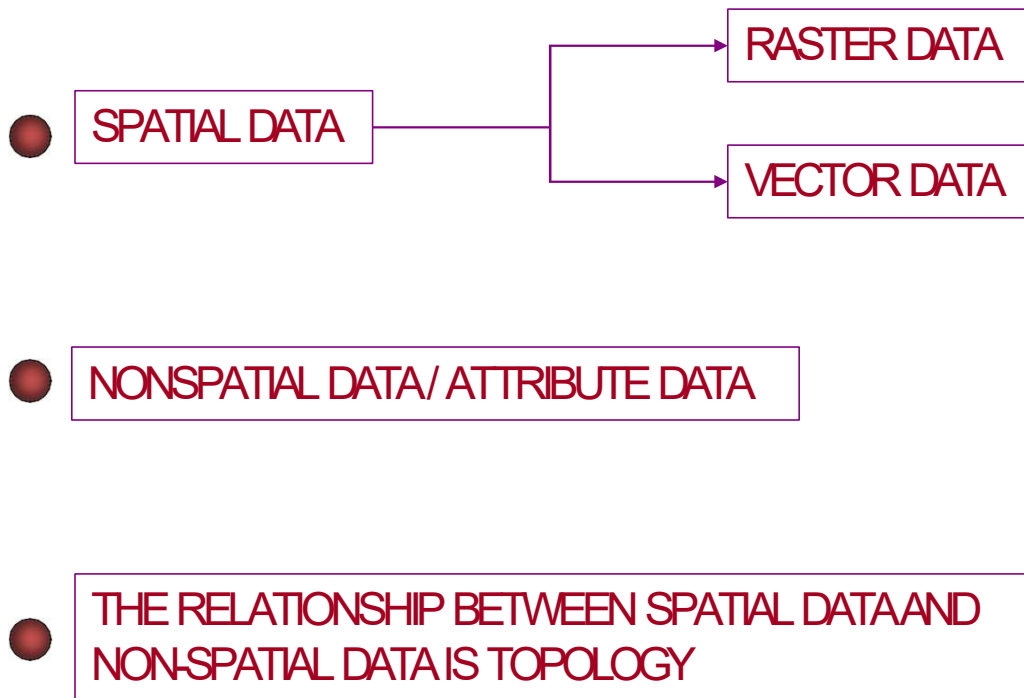 RASTER DATA
SPATIAL DATA
VECTOR DATA
NONSPATIAL DATA / ATTRIBUTE DATA
THE RELATIONSHIP BETWEEN SPATIAL DATA AND
NON-SPATIAL DATA IS TOPOLOGY